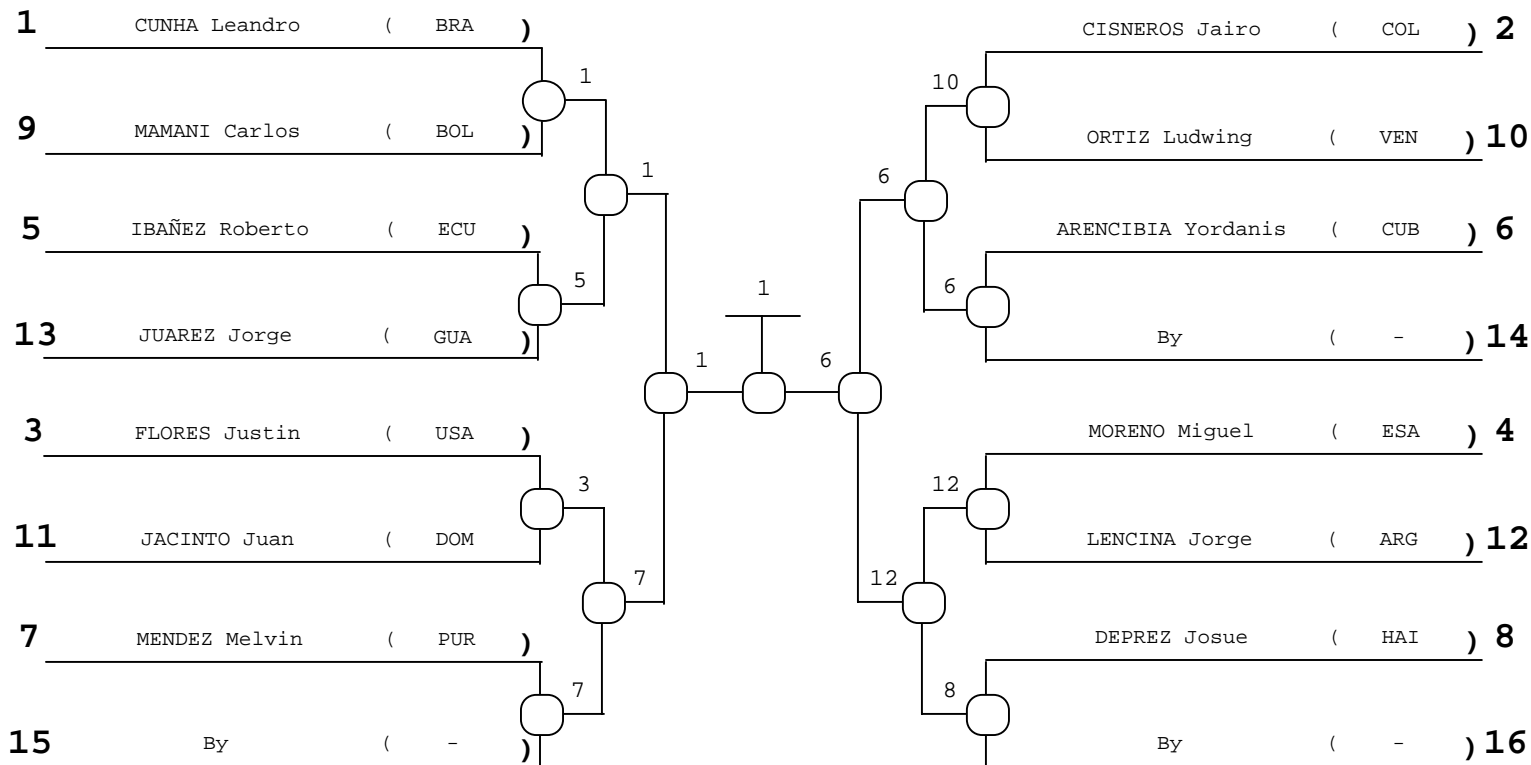 1 CUNHA Leandro ( BRA ) CISNEROS Jairo ( COL ) 2
1 10
9 MAMANI Carlos ( BOL ) ORTIZ Ludwing ( VEN ) 10
1 6
5 IBAÑEZ Roberto ( ECU ) ARENCIBIA Yordanis ( CUB ) 6
5 1 6
13 JUAREZ Jorge ( GUA ) By ( - ) 14
1 6
3 FLORES Justin ( USA ) MORENO Miguel ( ESA ) 4
3 12
11 JACINTO Juan ( DOM LENCINA Jorge ( ARG ) 12
7 12
7 MENDEZ Melvin ( PUR ) DEPREZ Josue ( HAI ) 8
7 8
15 By ( - ) By ( - ) 16